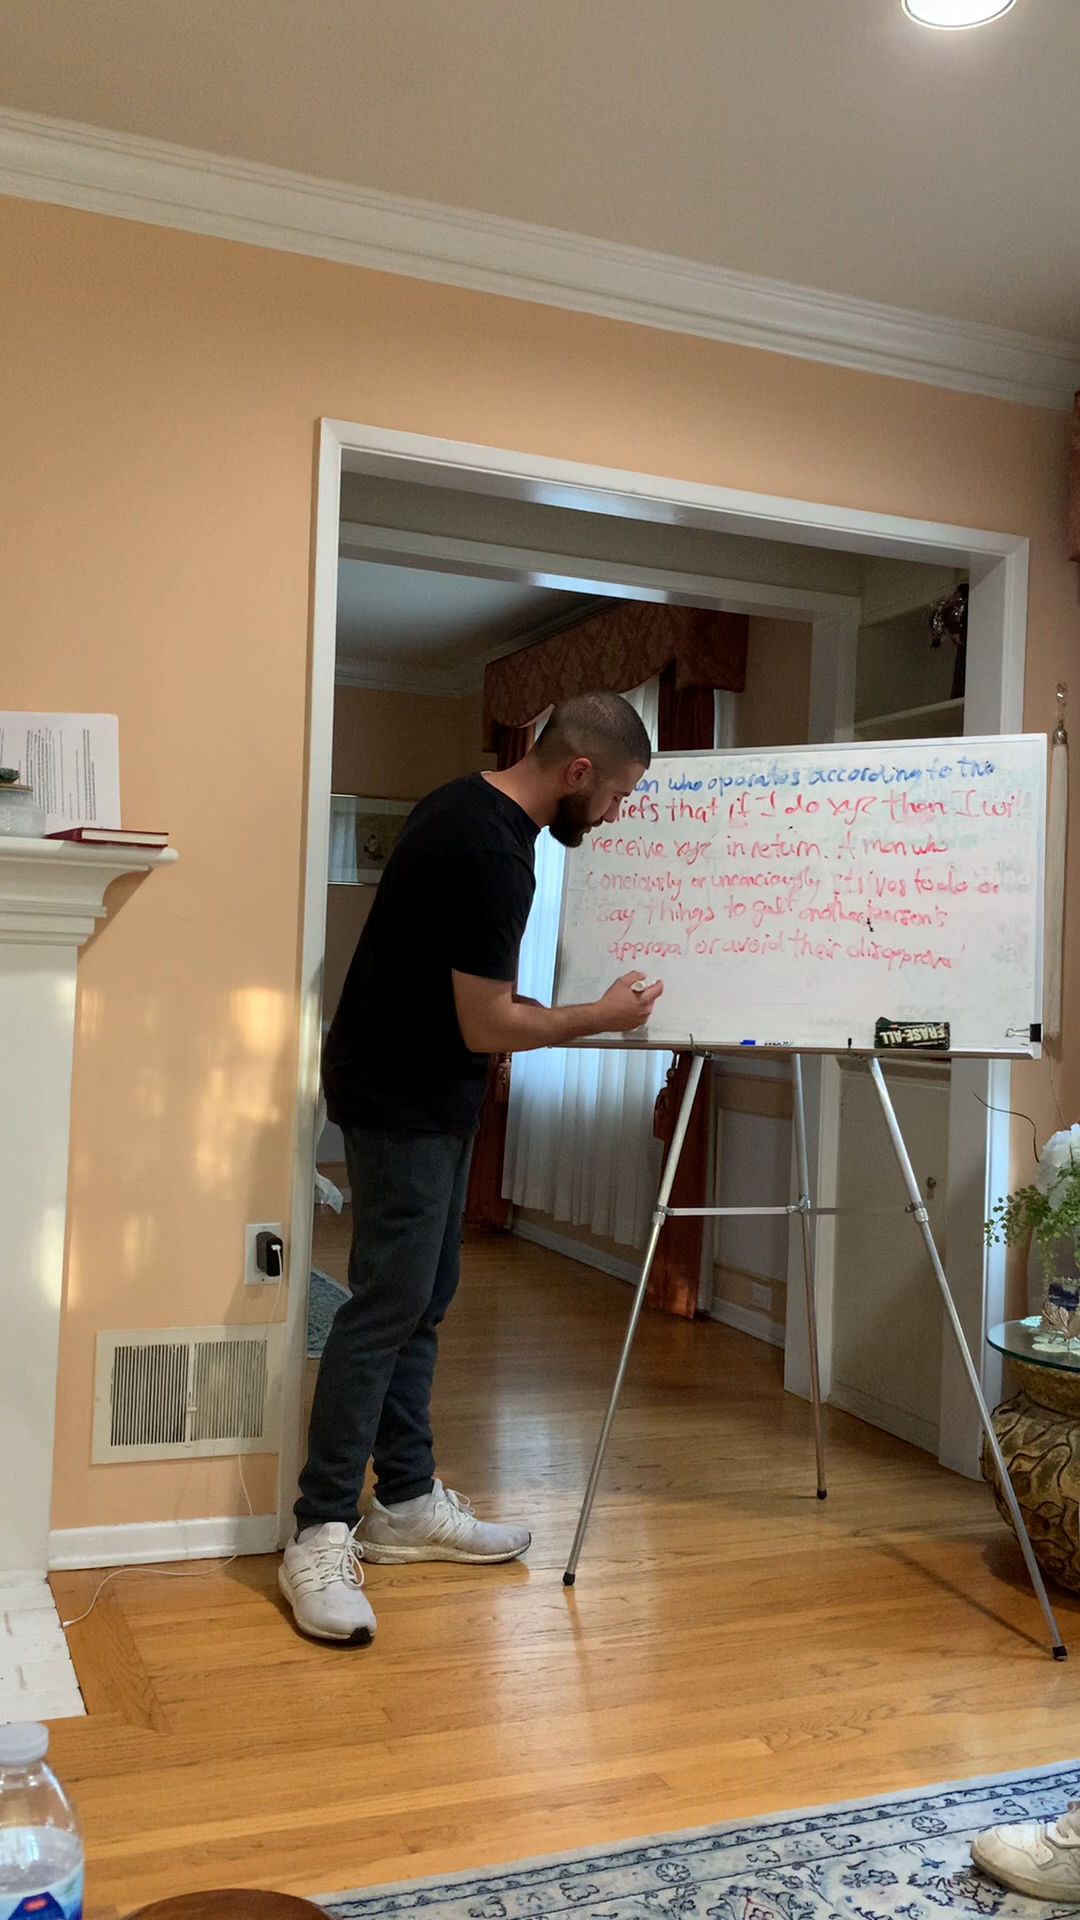 an who operates according to the
liefs that if I do xyz then I wil
receive xyz in return. A man who
conciously or unconciously strives to do or
say things to get another person's
approval or avoid their disapproval
ERASE-ALL